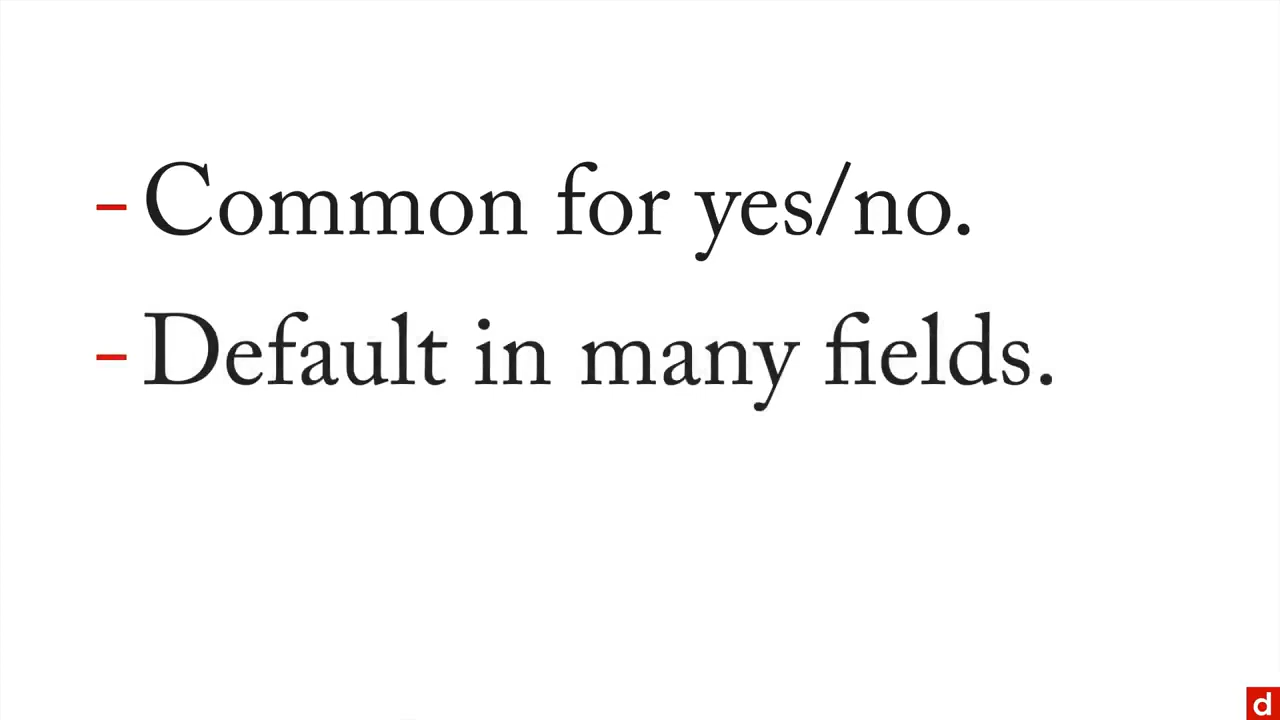 - Common for yes/no.
- Default in many fields.
d